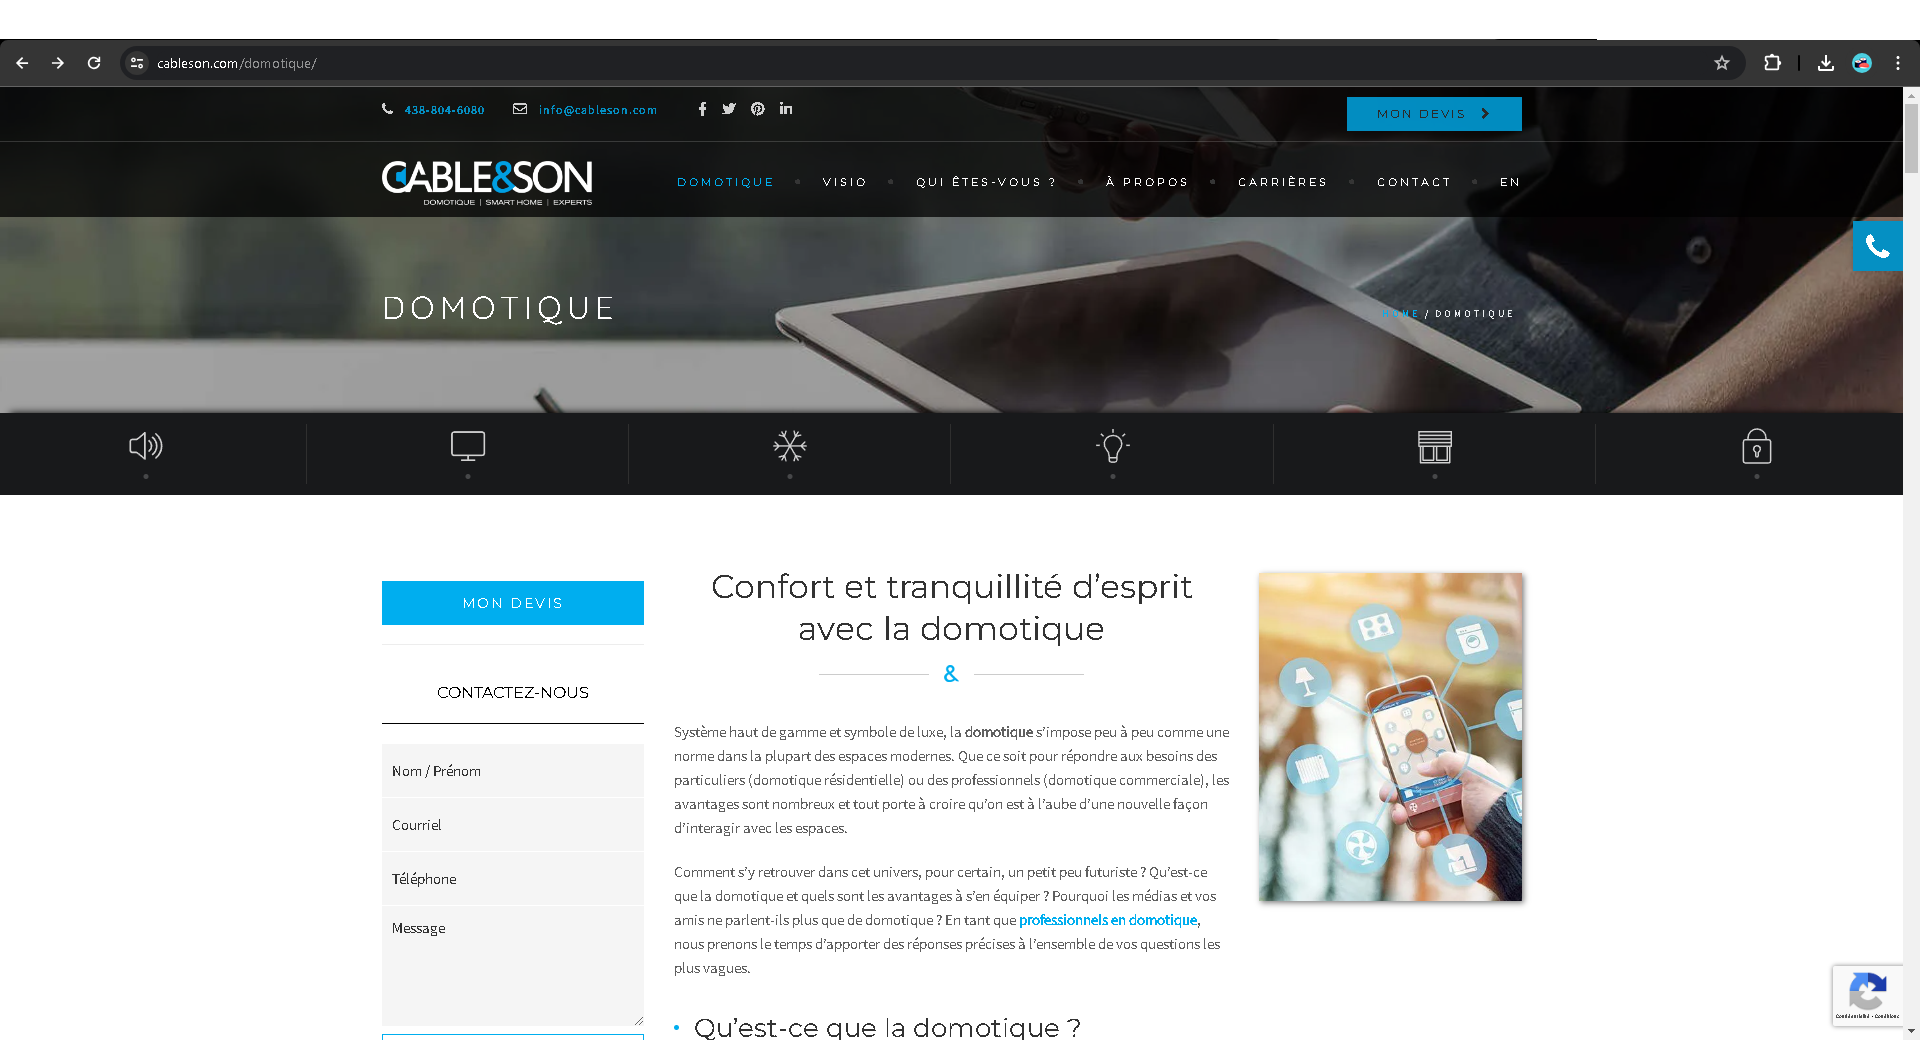 cableson.com/domotique/
438-804-6080
info@cableson.com
MON DEVIS
CABLE&SON
DOMOTIQUE | SMART HOME | EXPERTS
DOMOTIQUE
VISIO
QUI ÊTES-VOUS ?
À PROPOS
CARRIÈRES
CONTACT
EN
DOMOTIQUE
HOME / DOMOTIQUE
MON DEVIS
CONTACTEZ-NOUS
Nom / Prénom
Courriel
Téléphone
Message
Confort et tranquillité d’esprit
avec la domotique
&
Système haut de gamme et symbole de luxe, la domotique s’impose peu à peu comme une
norme dans la plupart des espaces modernes. Que ce soit pour répondre aux besoins des
particuliers (domotique résidentielle) ou des professionnels (domotique commerciale), les
avantages sont nombreux et tout porte à croire qu’on est à l’aube d’une nouvelle façon
d’interagir avec les espaces.
Comment s’y retrouver dans cet univers, pour certain, un petit peu futuriste ? Qu’est-ce
que la domotique et quels sont les avantages à s’en équiper ? Pourquoi les médias et vos
amis ne parlent-ils plus que de domotique ? En tant que professionnels en domotique,
nous prenons le temps d’apporter des réponses précises à l’ensemble de vos questions les
plus vagues.
Qu’est-ce que la domotique ?
Confidentialité - Conditions